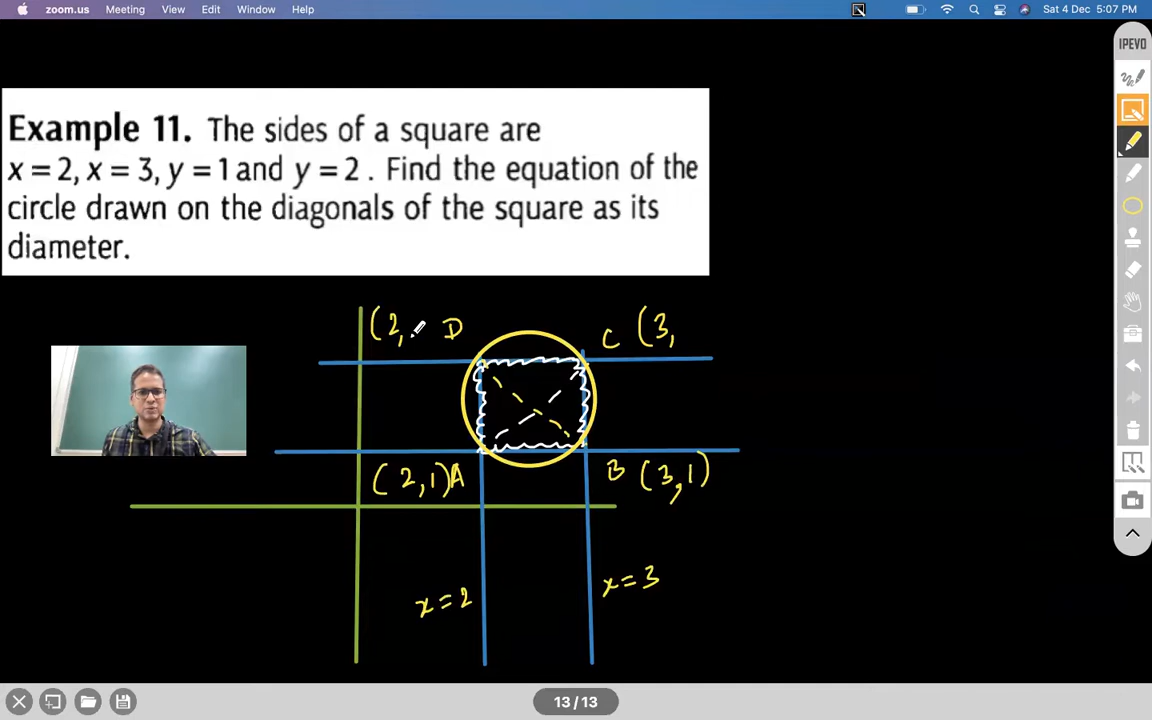 zoom.us Meeting View Edit Window Help Sat 4 Dec 5:07 PM
IPEVO
Example 11. The sides of a square are
x = 2, x = 3, y = 1 and y = 2 . Find the equation of the
circle drawn on the diagonals of the square as its
diameter.
(2, D C (3,
(2,1) A B (3,1)
x=2 x=3
13/13